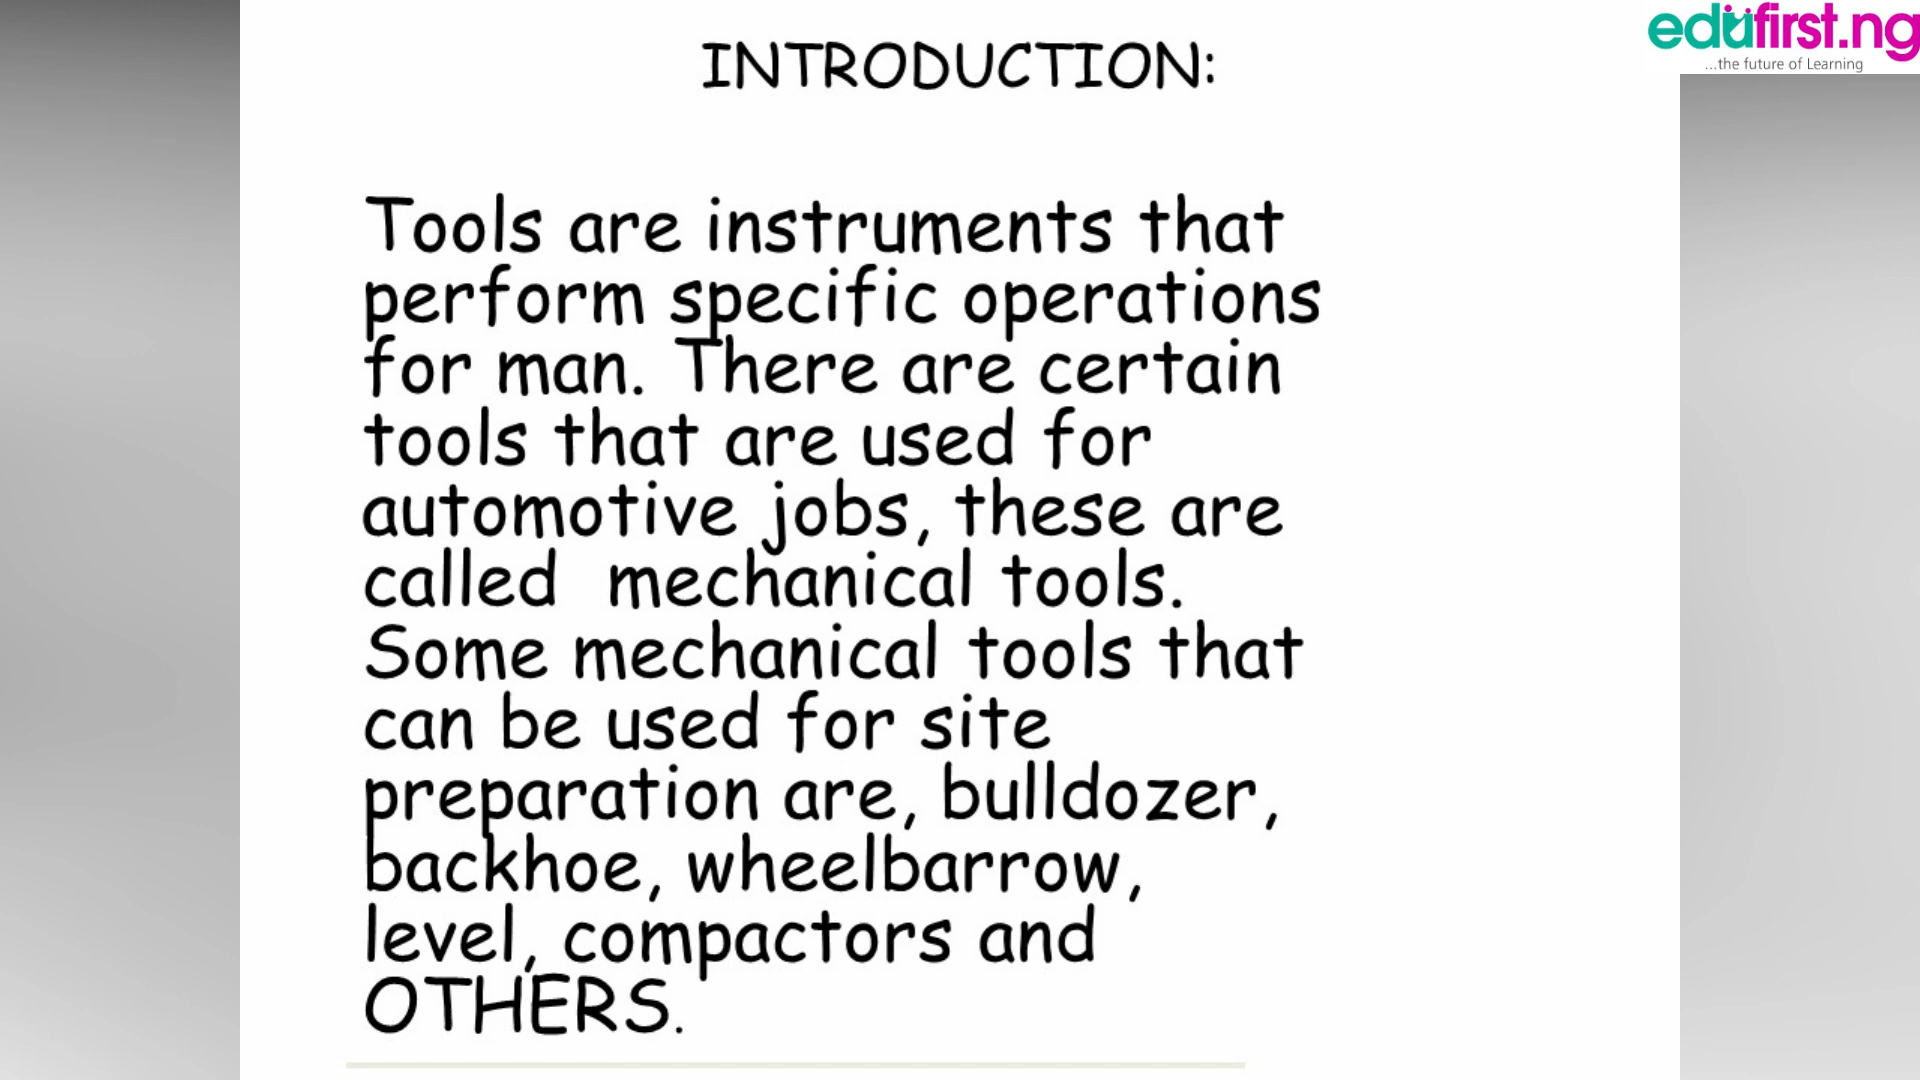 edufirst.ng
...the future of Learning
INTRODUCTION:
Tools are instruments that
perform specific operations
for man. There are certain
tools that are used for
automotive jobs, these are
called  mechanical tools.
Some mechanical tools that
can be used for site
preparation are, bulldozer,
backhoe, wheelbarrow,
level, compactors and
OTHERS.